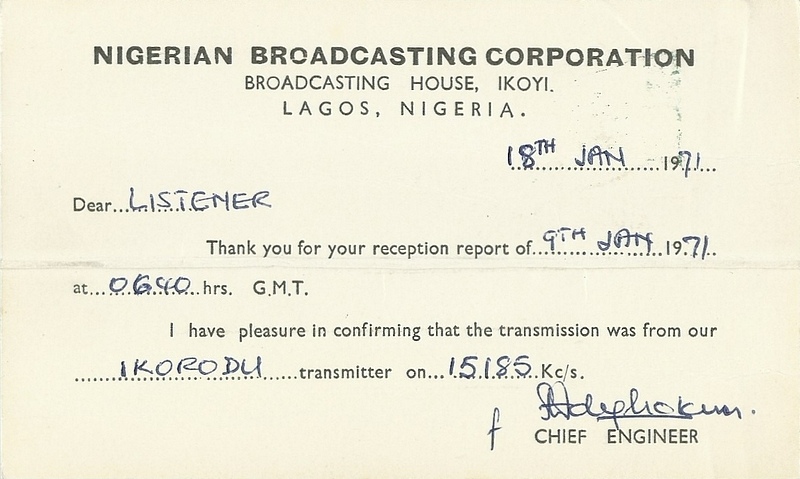 NIGERIAN BROADCASTING CORPORATION
BROADCASTING HOUSE, IKOYI.
LAGOS, NIGERIA.
18TH JAN 1971
Dear...LISTENER
Thank you for your reception report of 9TH JAN 1971.
at...0640...hrs. G.M.T.
I have pleasure in confirming that the transmission was from our
IKORODU transmitter on...15185 Kc/s.
f
CHIEF ENGINEER